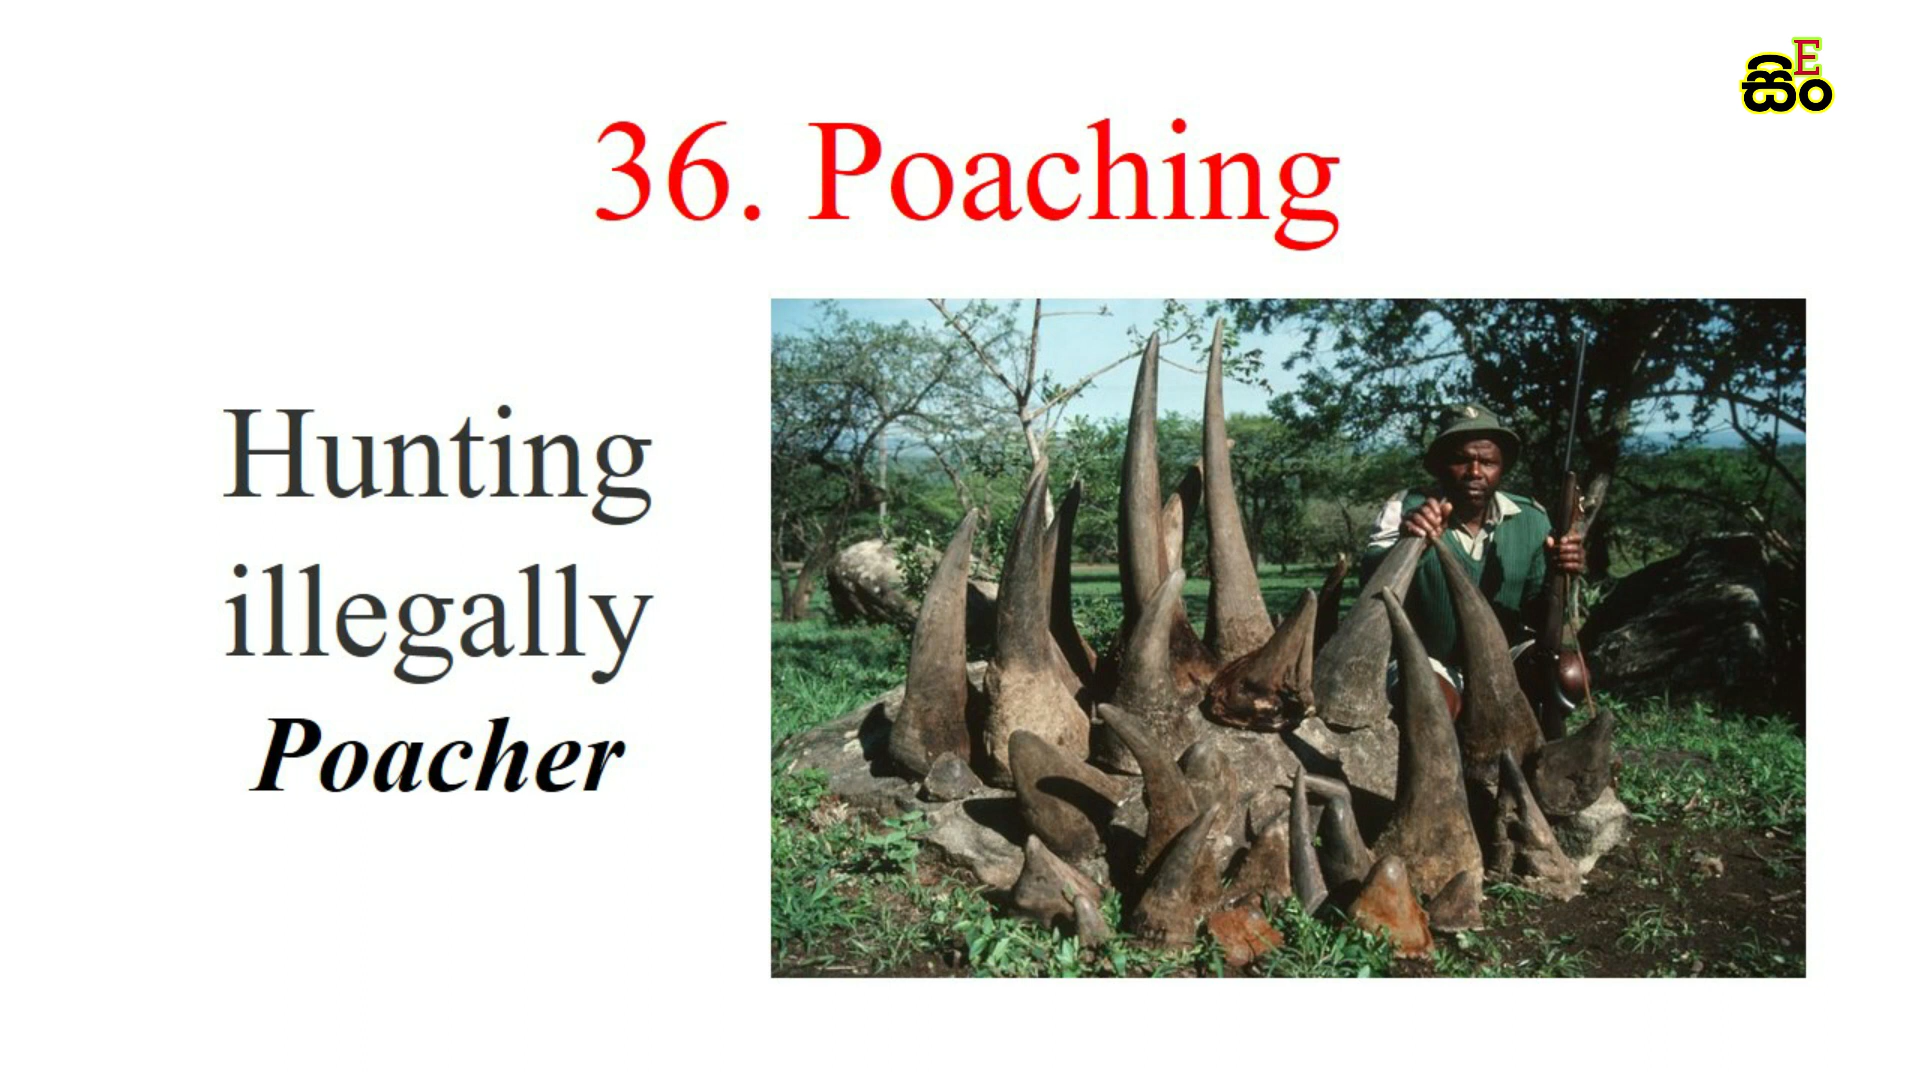 සිංE
36. Poaching
Hunting
illegally
Poacher